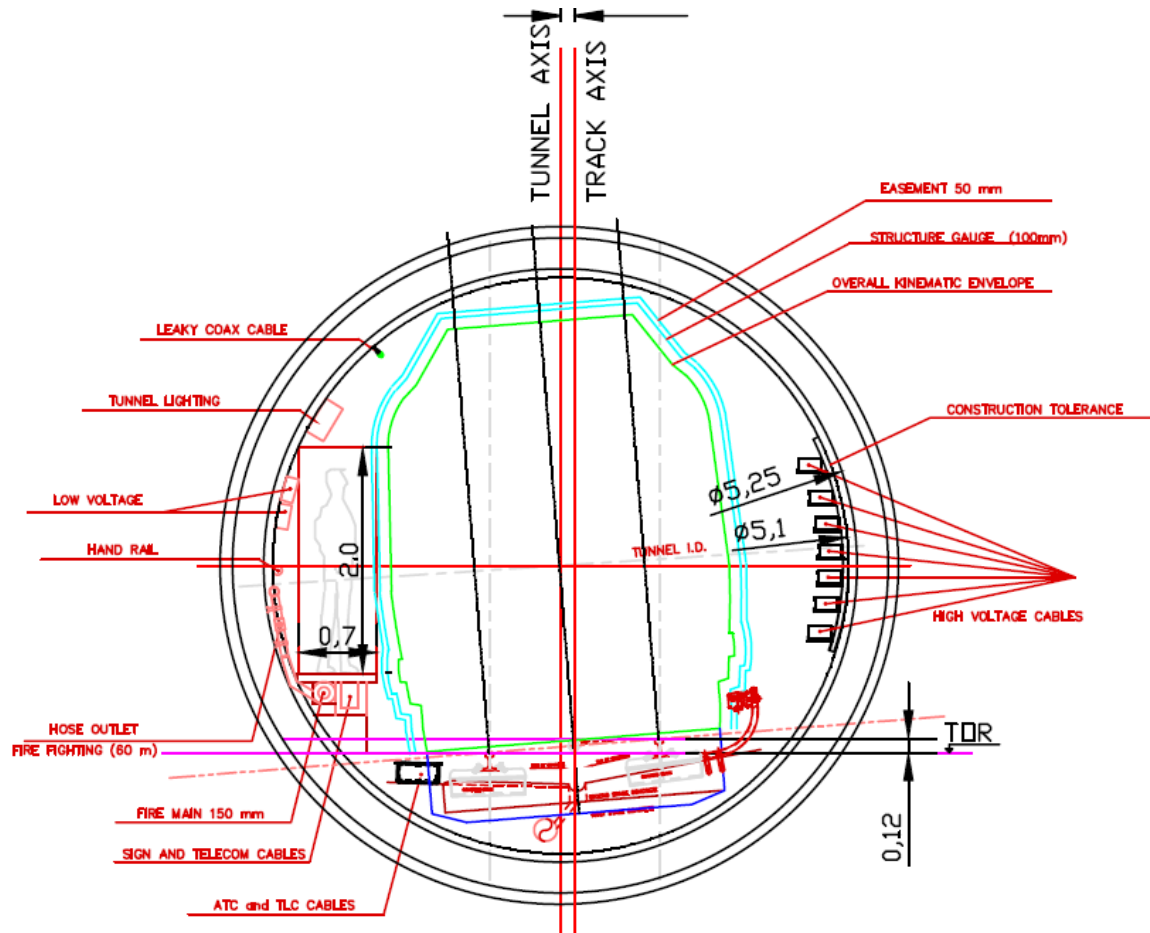 TUNNEL AXIS
TRACK AXIS
EASEMENT 50 mm
STRUCTURE GAUGE (100mm)
OVERALL KINEMATIC ENVELOPE
LEAKY COAX CABLE
TUNNEL LIGHTING
CONSTRUCTION TOLERANCE
LOW VOLTAGE
ø5,25
ø5,1
HAND RAIL
2,0
TUNNEL I.D.
0,7
HIGH VOLTAGE CABLES
HOSE OUTLET
FIRE FIGHTING (60 m)
TOR
FIRE MAIN 150 mm
0,12
SIGN AND TELECOM CABLES
ATC and TLC CABLES